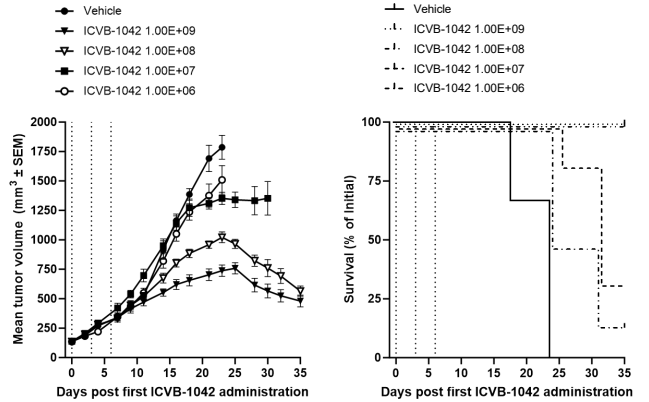 Vehicle
ICVB-1042 1.00E+09
ICVB-1042 1.00E+08
ICVB-1042 1.00E+07
ICVB-1042 1.00E+06
Mean tumor volume (mm³ ± SEM)
2000
1750
1500
1250
1000
750
500
250
0
0 5 10 15 20 25 30 35
Days post first ICVB-1042 administration
Vehicle
ICVB-1042 1.00E+09
ICVB-1042 1.00E+08
ICVB-1042 1.00E+07
ICVB-1042 1.00E+06
Survival (% of Initial)
100
75
50
25
0
0 5 10 15 20 25 30 35
Days post first ICVB-1042 administration